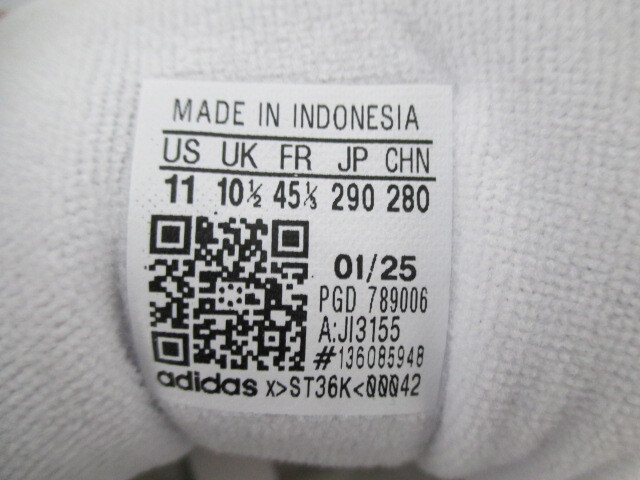 MADE IN INDONESIA
US UK FR JP CHN
11 10½ 45⅓ 290 280
01/25
PGD 789006
A:JI3155
#136085948
adidas x>ST36K<00042